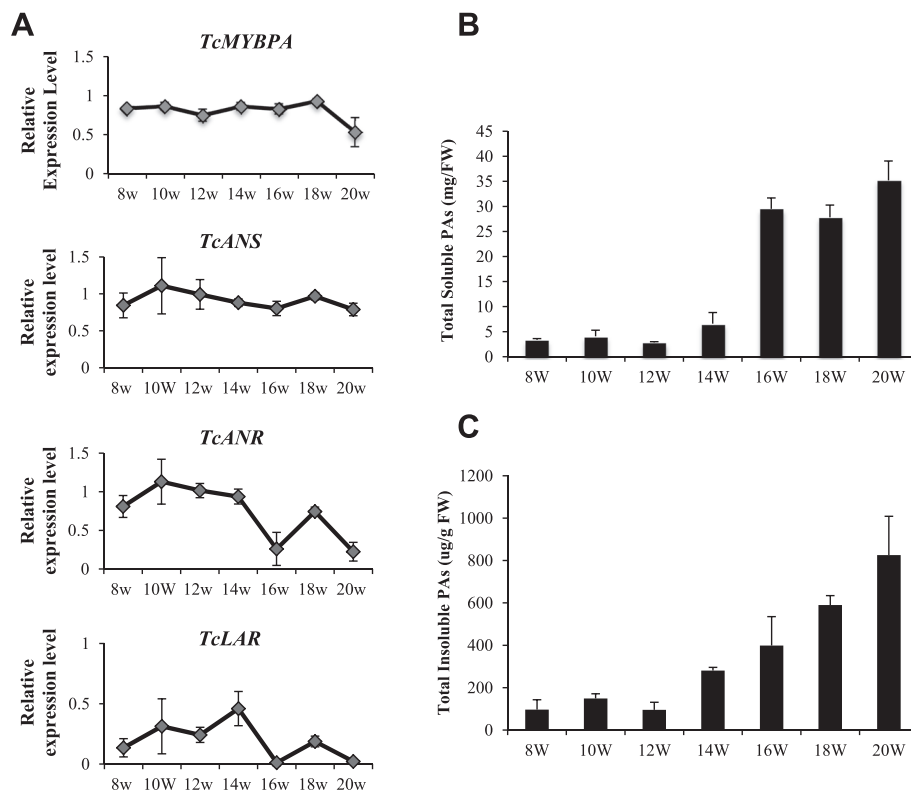 A
TcMYBPA
Relative
Expression Level
1.5
1
0.5
0
8w 10w 12w 14w 16w 18w 20w
TcANS
Relative
expression level
1.5
1
0.5
0
8w 10W 12w 14w 16w 18w 20w
TcANR
Relative
expression level
1.5
1
0.5
0
8w 10W 12w 14w 16w 18w 20w
TcLAR
Relative
expression level
1
0.5
0
8w 10W 12w 14w 16w 18w 20w
B
Total Soluble PAs (mg/FW)
45
40
35
30
25
20
15
10
5
0
8W 10W 12W 14W 16W 18W 20W
C
Total Insoluble PAs (ug/g FW)
1200
1000
800
600
400
200
0
8W 10W 12W 14W 16W 18W 20W